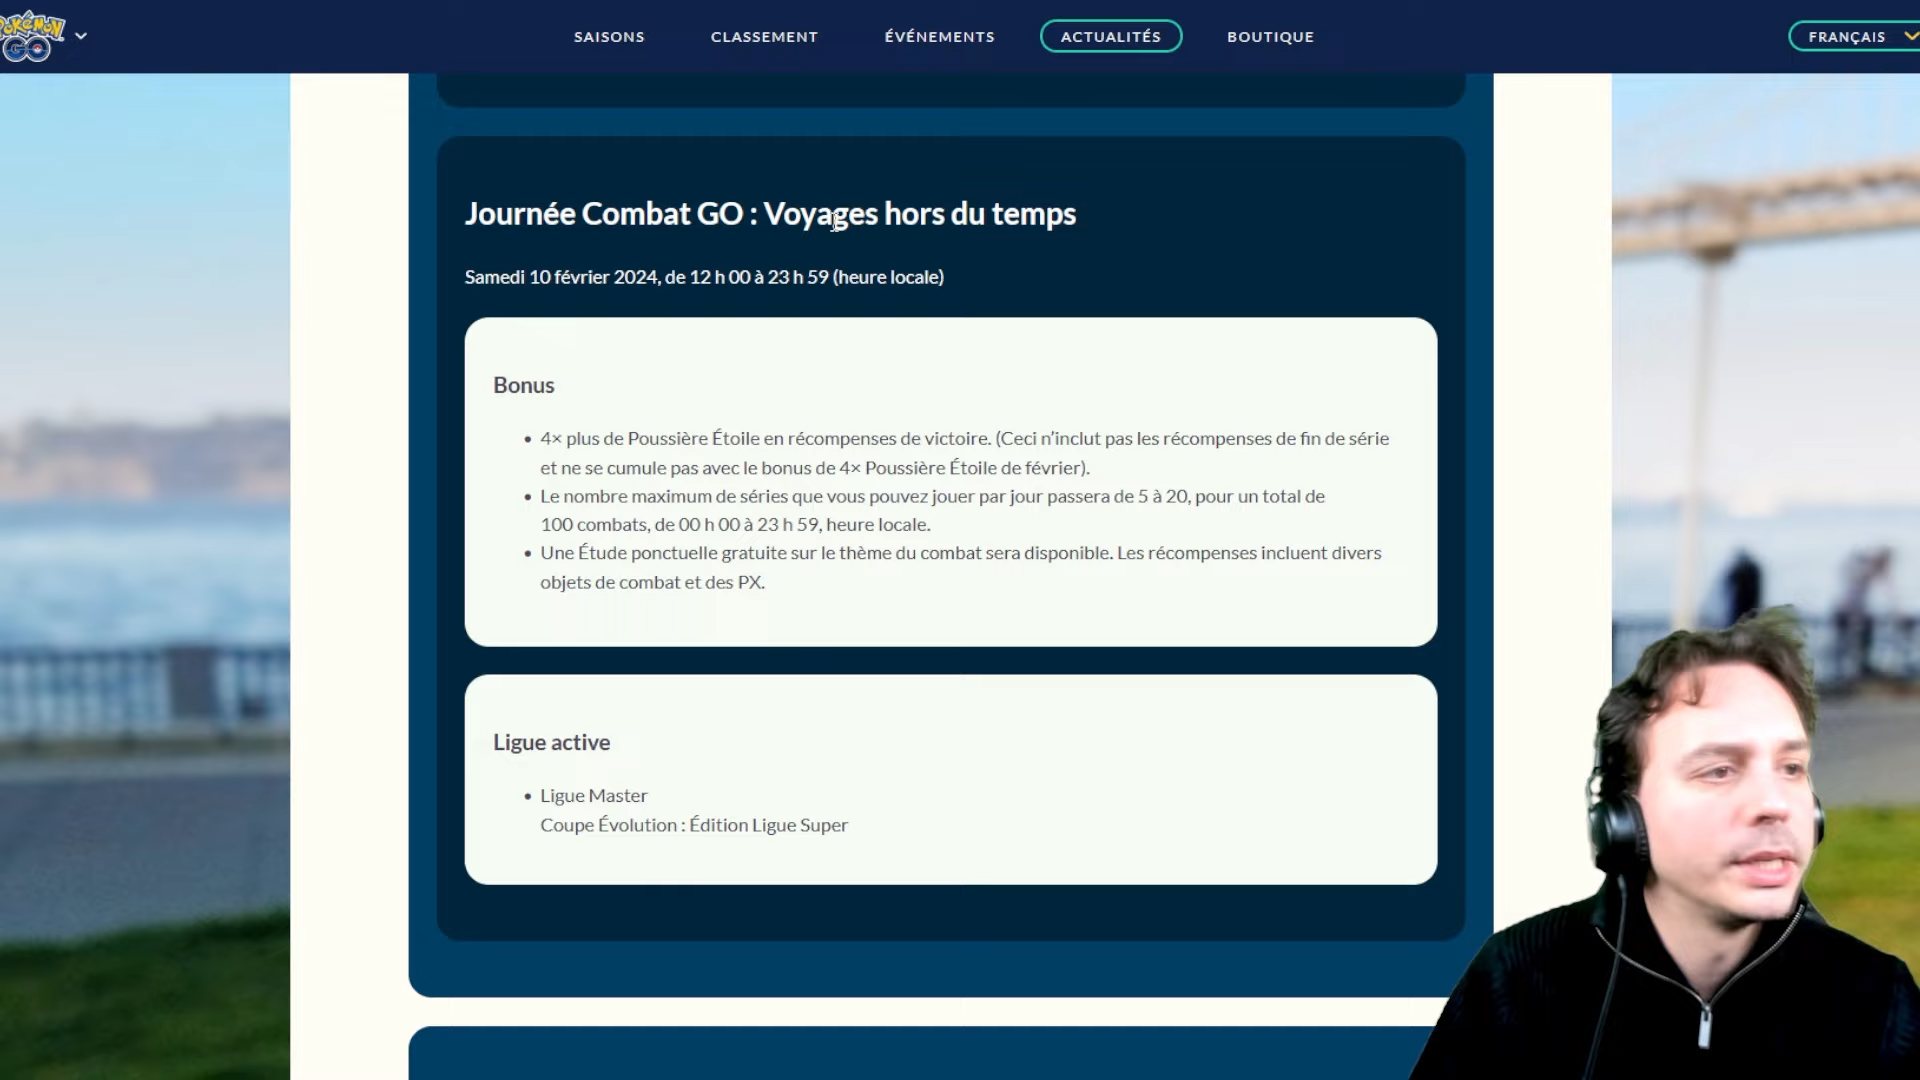 POKÉMON
GO
SAISONS
CLASSEMENT
ÉVÉNEMENTS
ACTUALITÉS
BOUTIQUE
FRANÇAIS
Journée Combat GO : Voyages hors du temps
Samedi 10 février 2024, de 12 h 00 à 23 h 59 (heure locale)
Bonus
• 4× plus de Poussière Étoile en récompenses de victoire. (Ceci n’inclut pas les récompenses de fin de série
et ne se cumule pas avec le bonus de 4× Poussière Étoile de février).
• Le nombre maximum de séries que vous pouvez jouer par jour passera de 5 à 20, pour un total de
100 combats, de 00 h 00 à 23 h 59, heure locale.
• Une Étude ponctuelle gratuite sur le thème du combat sera disponible. Les récompenses incluent divers
objets de combat et des PX.
Ligue active
• Ligue Master
Coupe Évolution : Édition Ligue Super